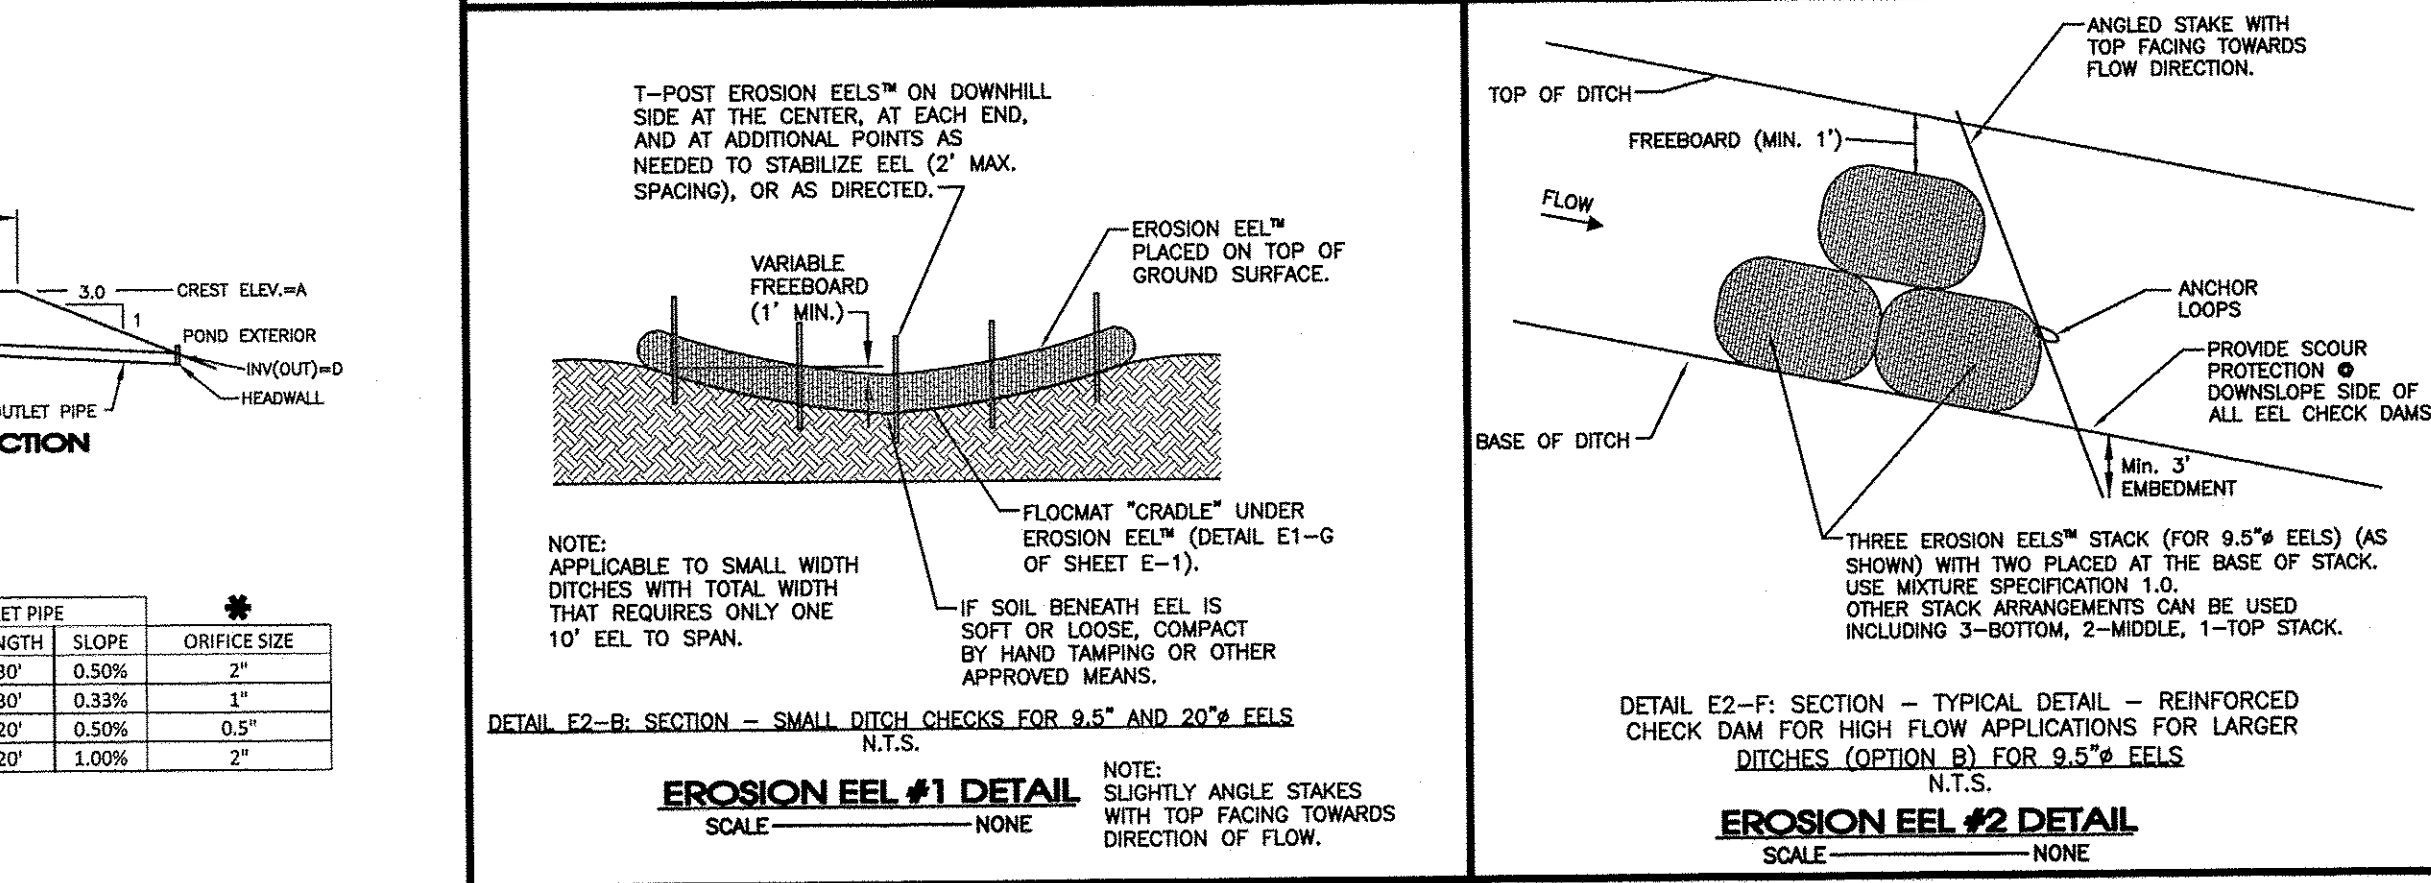 3.0
1
CREST ELEV.=A
POND EXTERIOR
INV(OUT)=D
HEADWALL
OUTLET PIPE
CTION
ET PIPE
NGTH SLOPE ORIFICE SIZE
30' 0.50% 2"
30' 0.33% 1"
20' 0.50% 0.5"
20' 1.00% 2"
T-POST EROSION EELS™ ON DOWNHILL
SIDE AT THE CENTER, AT EACH END,
AND AT ADDITIONAL POINTS AS
NEEDED TO STABILIZE EEL (2' MAX.
SPACING), OR AS DIRECTED.
EROSION EEL™
PLACED ON TOP OF
GROUND SURFACE.
VARIABLE
FREEBOARD
(1' MIN.)
FLOCMAT "CRADLE" UNDER
EROSION EEL™ (DETAIL E1-G
OF SHEET E-1).
NOTE:
APPLICABLE TO SMALL WIDTH
DITCHES WITH TOTAL WIDTH
THAT REQUIRES ONLY ONE
10' EEL TO SPAN.
IF SOIL BENEATH EEL IS
SOFT OR LOOSE, COMPACT
BY HAND TAMPING OR OTHER
APPROVED MEANS.
DETAIL E2-B: SECTION - SMALL DITCH CHECKS FOR 9.5" AND 20"ø EELS
N.T.S.
EROSION EEL #1 DETAIL
SCALE NONE
NOTE:
SLIGHTLY ANGLE STAKES
WITH TOP FACING TOWARDS
DIRECTION OF FLOW.
ANGLED STAKE WITH
TOP FACING TOWARDS
FLOW DIRECTION.
TOP OF DITCH
FREEBOARD (MIN. 1')
FLOW
ANCHOR
LOOPS
PROVIDE SCOUR
PROTECTION @
DOWNSLOPE SIDE OF
ALL EEL CHECK DAMS
BASE OF DITCH
Min. 3'
EMBEDMENT
THREE EROSION EELS™ STACK (FOR 9.5"ø EELS) (AS
SHOWN) WITH TWO PLACED AT THE BASE OF STACK.
USE MIXTURE SPECIFICATION 1.0.
OTHER STACK ARRANGEMENTS CAN BE USED
INCLUDING 3-BOTTOM, 2-MIDDLE, 1-TOP STACK.
DETAIL E2-F: SECTION - TYPICAL DETAIL - REINFORCED
CHECK DAM FOR HIGH FLOW APPLICATIONS FOR LARGER
DITCHES (OPTION B) FOR 9.5"ø EELS
N.T.S.
EROSION EEL #2 DETAIL
SCALE NONE